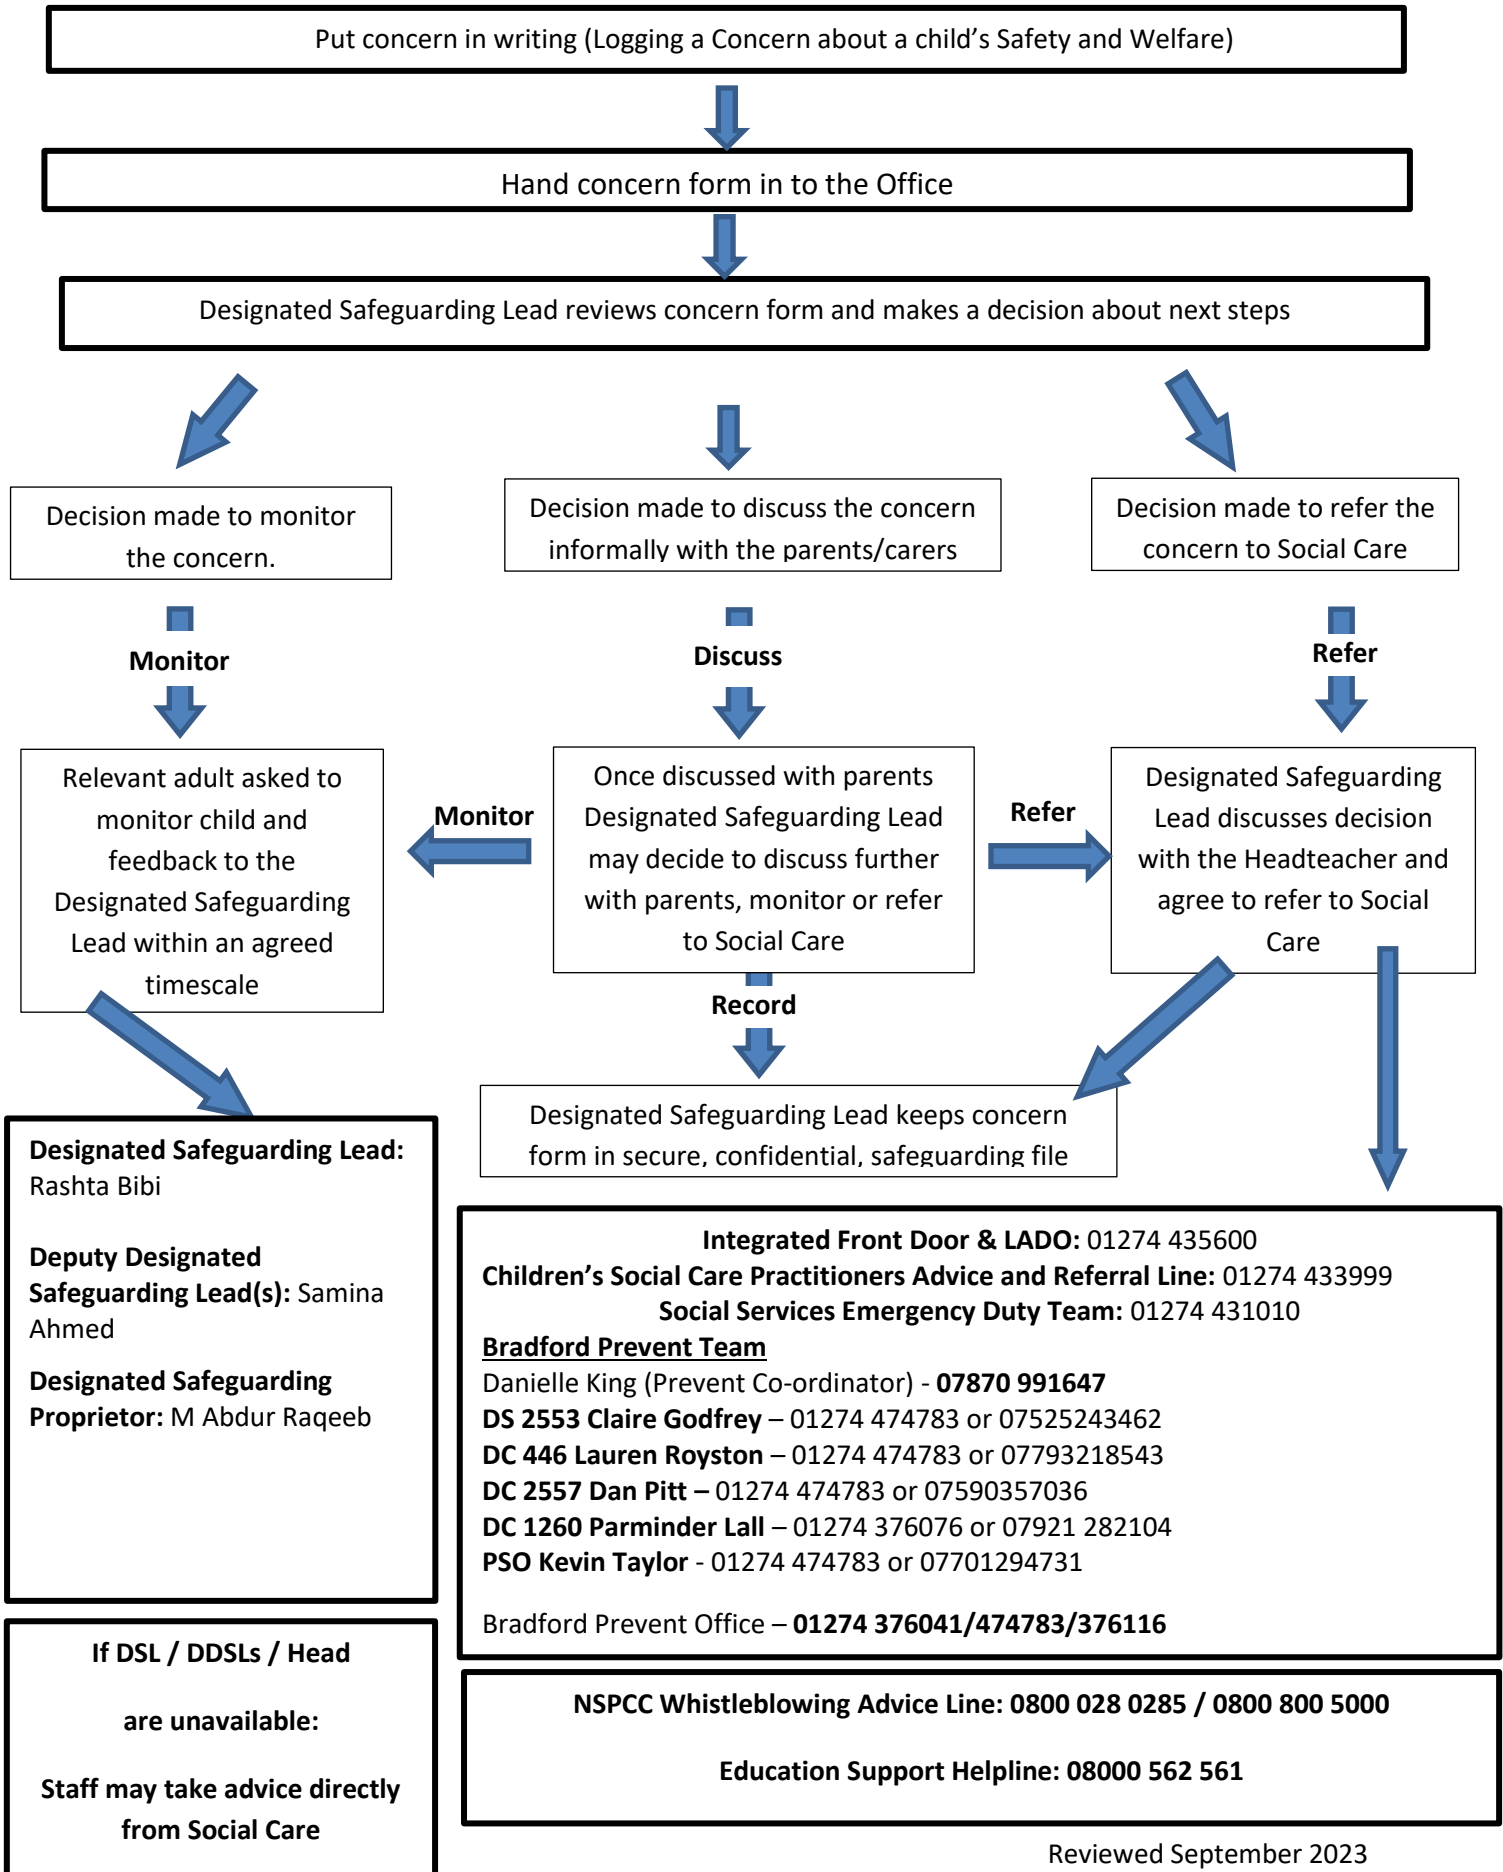 Put concern in writing (Logging a Concern about a child’s Safety and Welfare)
Hand concern form in to the Office
Designated Safeguarding Lead reviews concern form and makes a decision about next steps
Decision made to monitor
the concern.
Decision made to discuss the concern
informally with the parents/carers
Decision made to refer the
concern to Social Care
Monitor
Discuss
Refer
Relevant adult asked to
monitor child and
feedback to the
Designated Safeguarding
Lead within an agreed
timescale
Monitor
Once discussed with parents
Designated Safeguarding Lead
may decide to discuss further
with parents, monitor or refer
to Social Care
Refer
Designated Safeguarding
Lead discusses decision
with the Headteacher and
agree to refer to Social
Care
Record
Designated Safeguarding Lead keeps concern
form in secure, confidential, safeguarding file
Designated Safeguarding Lead:
Rashta Bibi
Deputy Designated
Safeguarding Lead(s): Samina
Ahmed
Designated Safeguarding
Proprietor: M Abdur Raqeeb
Integrated Front Door & LADO: 01274 435600
Children’s Social Care Practitioners Advice and Referral Line: 01274 433999
Social Services Emergency Duty Team: 01274 431010
Bradford Prevent Team
Danielle King (Prevent Co-ordinator) - 07870 991647
DS 2553 Claire Godfrey – 01274 474783 or 07525243462
DC 446 Lauren Royston – 01274 474783 or 07793218543
DC 2557 Dan Pitt – 01274 474783 or 07590357036
DC 1260 Parminder Lall – 01274 376076 or 07921 282104
PSO Kevin Taylor - 01274 474783 or 07701294731
Bradford Prevent Office – 01274 376041/474783/376116
If DSL / DDSLs / Head
are unavailable:
Staff may take advice directly
from Social Care
NSPCC Whistleblowing Advice Line: 0800 028 0285 / 0800 800 5000
Education Support Helpline: 08000 562 561
Reviewed September 2023